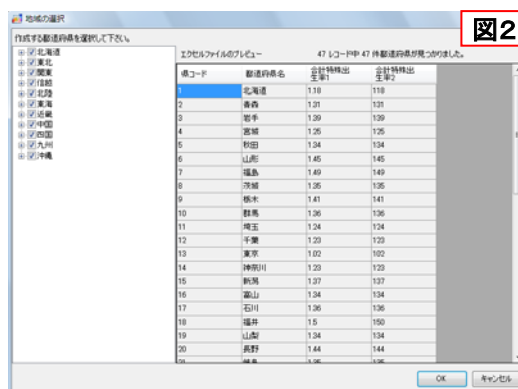 地域の選択
図2
作成する都道府県を選択して下さい。
北海道
東北
関東
信越
北陸
東海
近畿
中国
四国
九州
沖縄
エクセルファイルのプレビュー 47 レコード中 47 件都道府県が見つかりました。
県コード 都道府県名 合計特殊出生率1 合計特殊出生率2
1 北海道 1.18 118
2 青森 1.31 131
3 岩手 1.39 139
4 宮城 1.25 125
5 秋田 1.34 134
6 山形 1.45 145
7 福島 1.49 149
8 茨城 1.35 135
9 栃木 1.41 141
10 群馬 1.36 136
11 埼玉 1.24 124
12 千葉 1.23 123
13 東京 1.02 102
14 神奈川 1.23 123
15 新潟 1.37 137
16 富山 1.34 134
17 石川 1.36 136
18 福井 1.5 150
19 山梨 1.34 134
20 長野 1.44 144
OK キャンセル